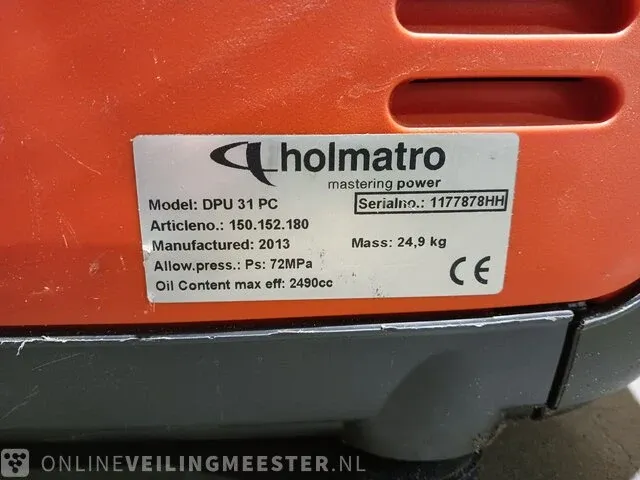 holmatro
mastering power
Model: DPU 31 PC
Serialno.: 1177878HH
Articleno.: 150.152.180
Manufactured: 2013
Mass: 24,9 kg
Allow.press.: Ps: 72MPa
CE
Oil Content max eff: 2490cc
ONLINEVEILINGMEESTER.NL